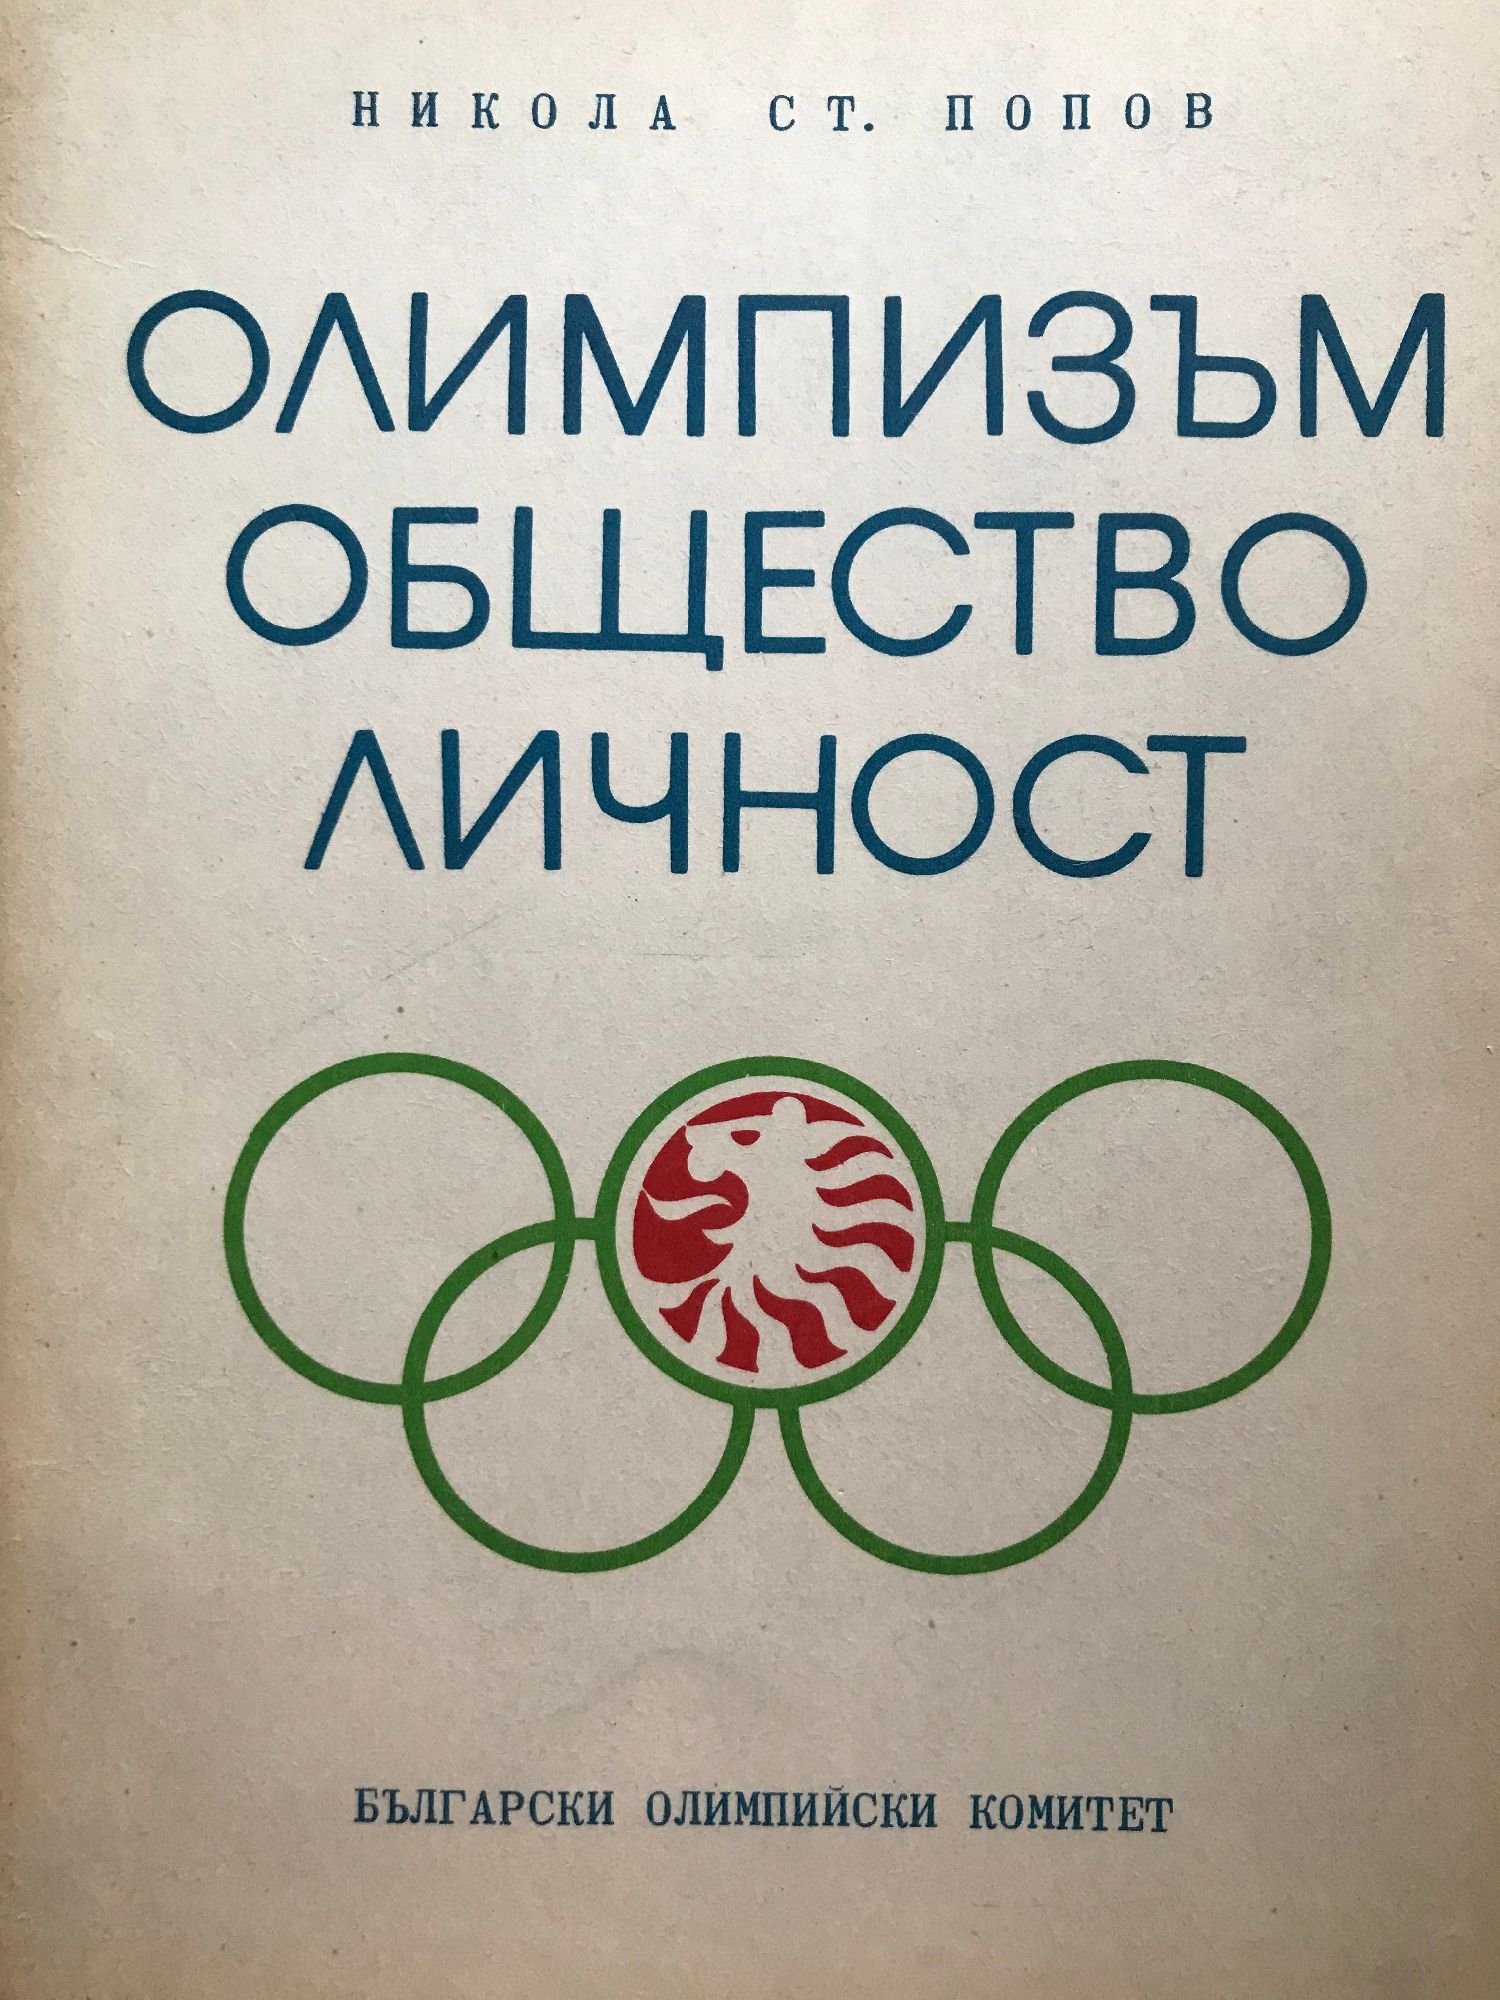 НИКОЛА СТ. ПОПОВ
ОЛИМПИЗЪМ
ОБЩЕСТВО
ЛИЧНОСТ
БЪЛГАРСКИ ОЛИМПИЙСКИ КОМИТЕТ